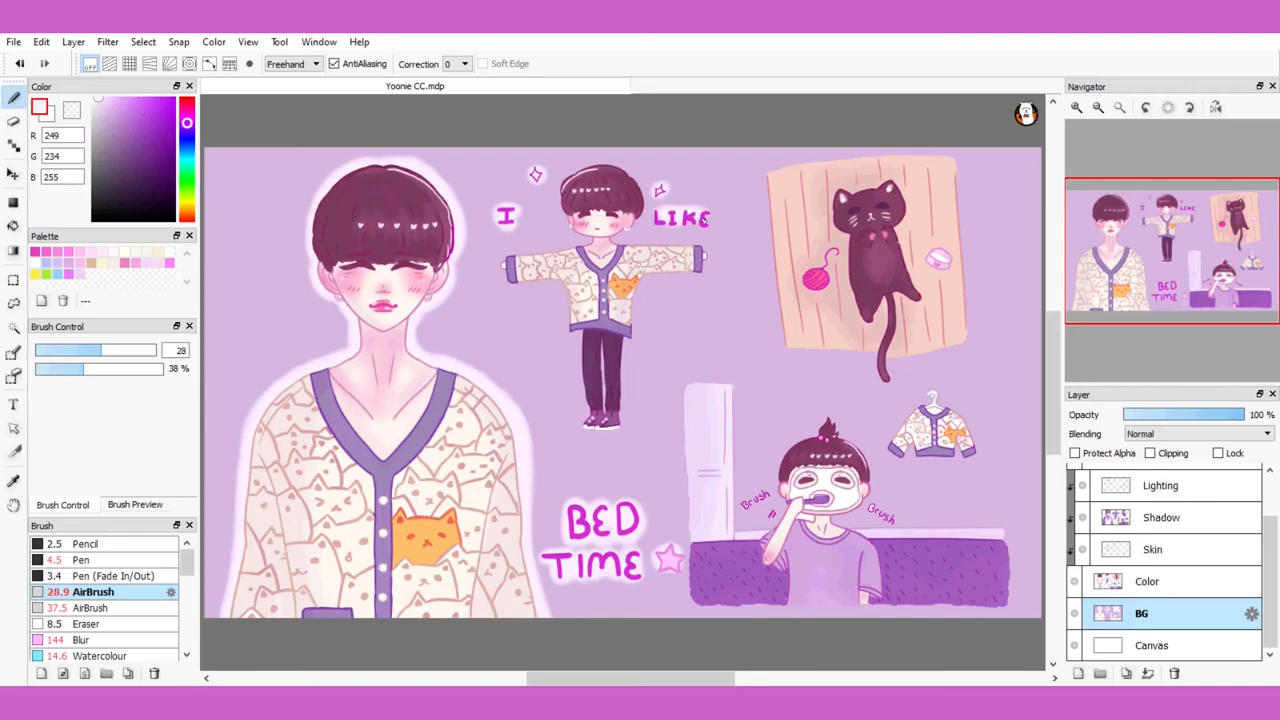 File Edit Layer Filter Select Snap Color View Tool Window Help
off Freehand AntiAliasing Correction 0 Soft Edge
Color
Yoonie CC.mdp
Navigator
R 249
G 234
B 255
Palette
---
Brush Control
28
38 %
Brush Control Brush Preview
Brush
2.5 Pencil
4.5 Pen
3.4 Pen (Fade In/Out)
28.9 AirBrush
37.5 AirBrush
8.5 Eraser
144 Blur
14.6 Watercolour
I LIKE
BED
TIME
Brush
Brush
Layer
Opacity 100 %
Blending Normal
Protect Alpha Clipping Lock
Lighting
Shadow
Skin
Color
BG
Canvas